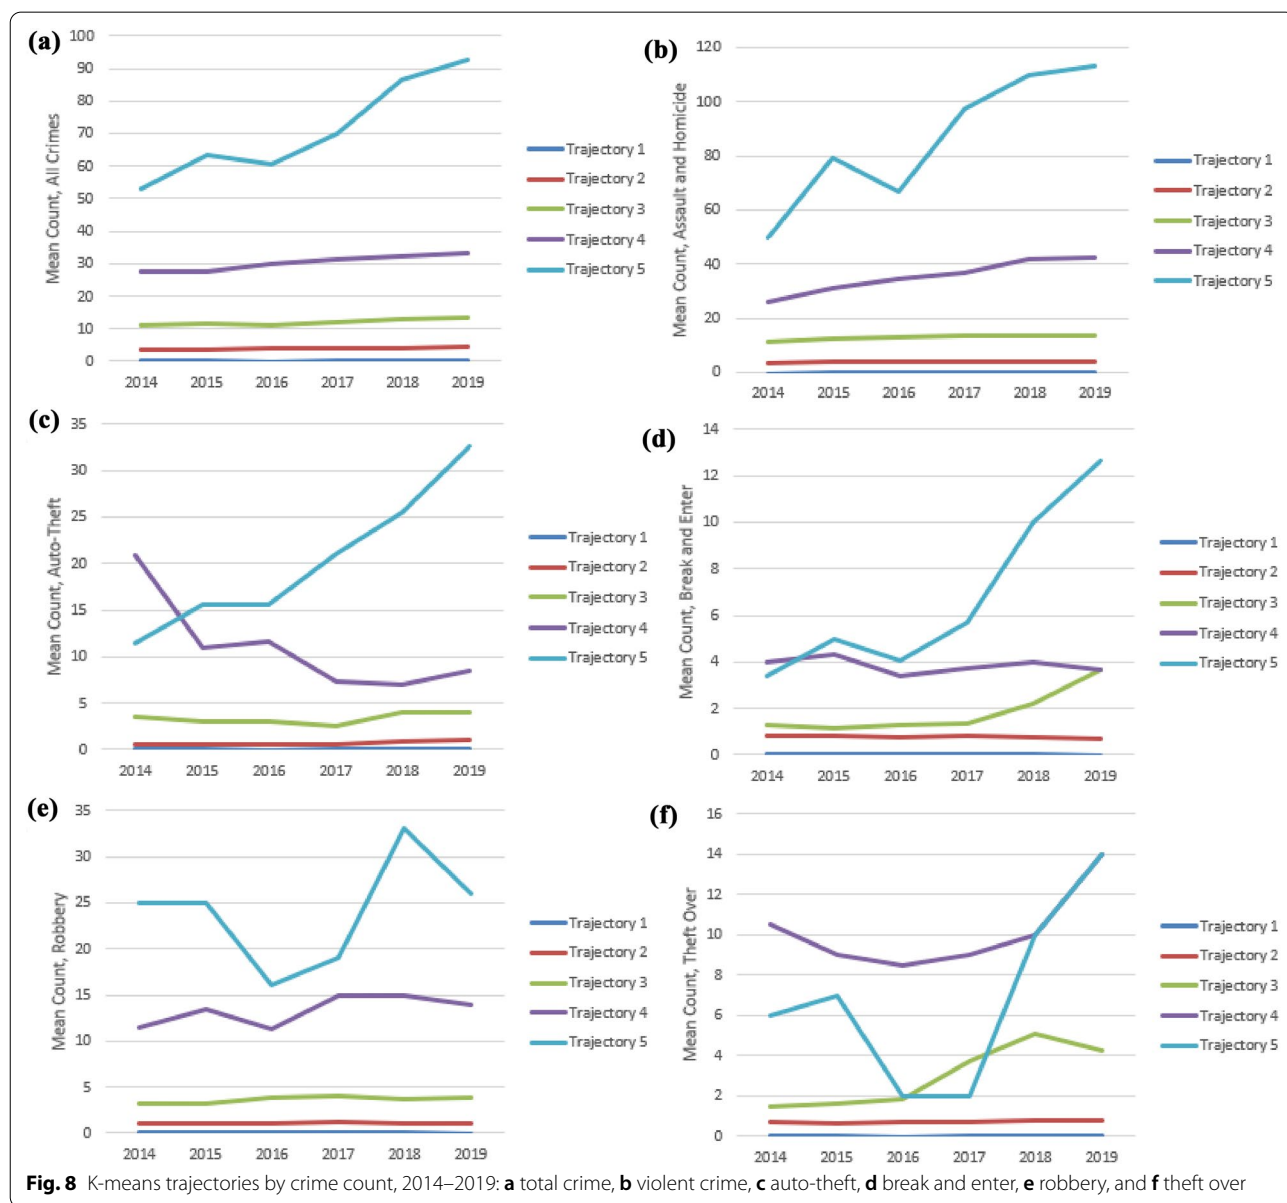 (a)
Mean Count, All Crimes
100
90
80
70
60
50
40
30
20
10
0
2014 2015 2016 2017 2018 2019
Trajectory 1
Trajectory 2
Trajectory 3
Trajectory 4
Trajectory 5
(b)
Mean Count, Assault and Homicide
120
100
80
60
40
20
0
2014 2015 2016 2017 2018 2019
Trajectory 1
Trajectory 2
Trajectory 3
Trajectory 4
Trajectory 5
(c)
Mean Count, Auto-Theft
35
30
25
20
15
10
5
0
2014 2015 2016 2017 2018 2019
Trajectory 1
Trajectory 2
Trajectory 3
Trajectory 4
Trajectory 5
(d)
Mean Count, Break and Enter
14
12
10
8
6
4
2
0
2014 2015 2016 2017 2018 2019
Trajectory 1
Trajectory 2
Trajectory 3
Trajectory 4
Trajectory 5
(e)
Mean Count, Robbery
35
30
25
20
15
10
5
0
2014 2015 2016 2017 2018 2019
Trajectory 1
Trajectory 2
Trajectory 3
Trajectory 4
Trajectory 5
(f)
Mean Count, Theft Over
16
14
12
10
8
6
4
2
0
2014 2015 2016 2017 2018 2019
Trajectory 1
Trajectory 2
Trajectory 3
Trajectory 4
Trajectory 5
Fig. 8 K-means trajectories by crime count, 2014–2019: a total crime, b violent crime, c auto-theft, d break and enter, e robbery, and f theft over